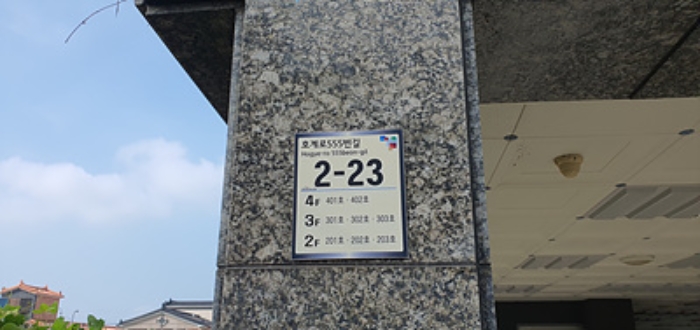 호계로555번길
Hogye-ro 555beon-gil
2-23
4F 401호 · 402호
3F 301호 · 302호 · 303호
2F 201호 · 202호 · 203호